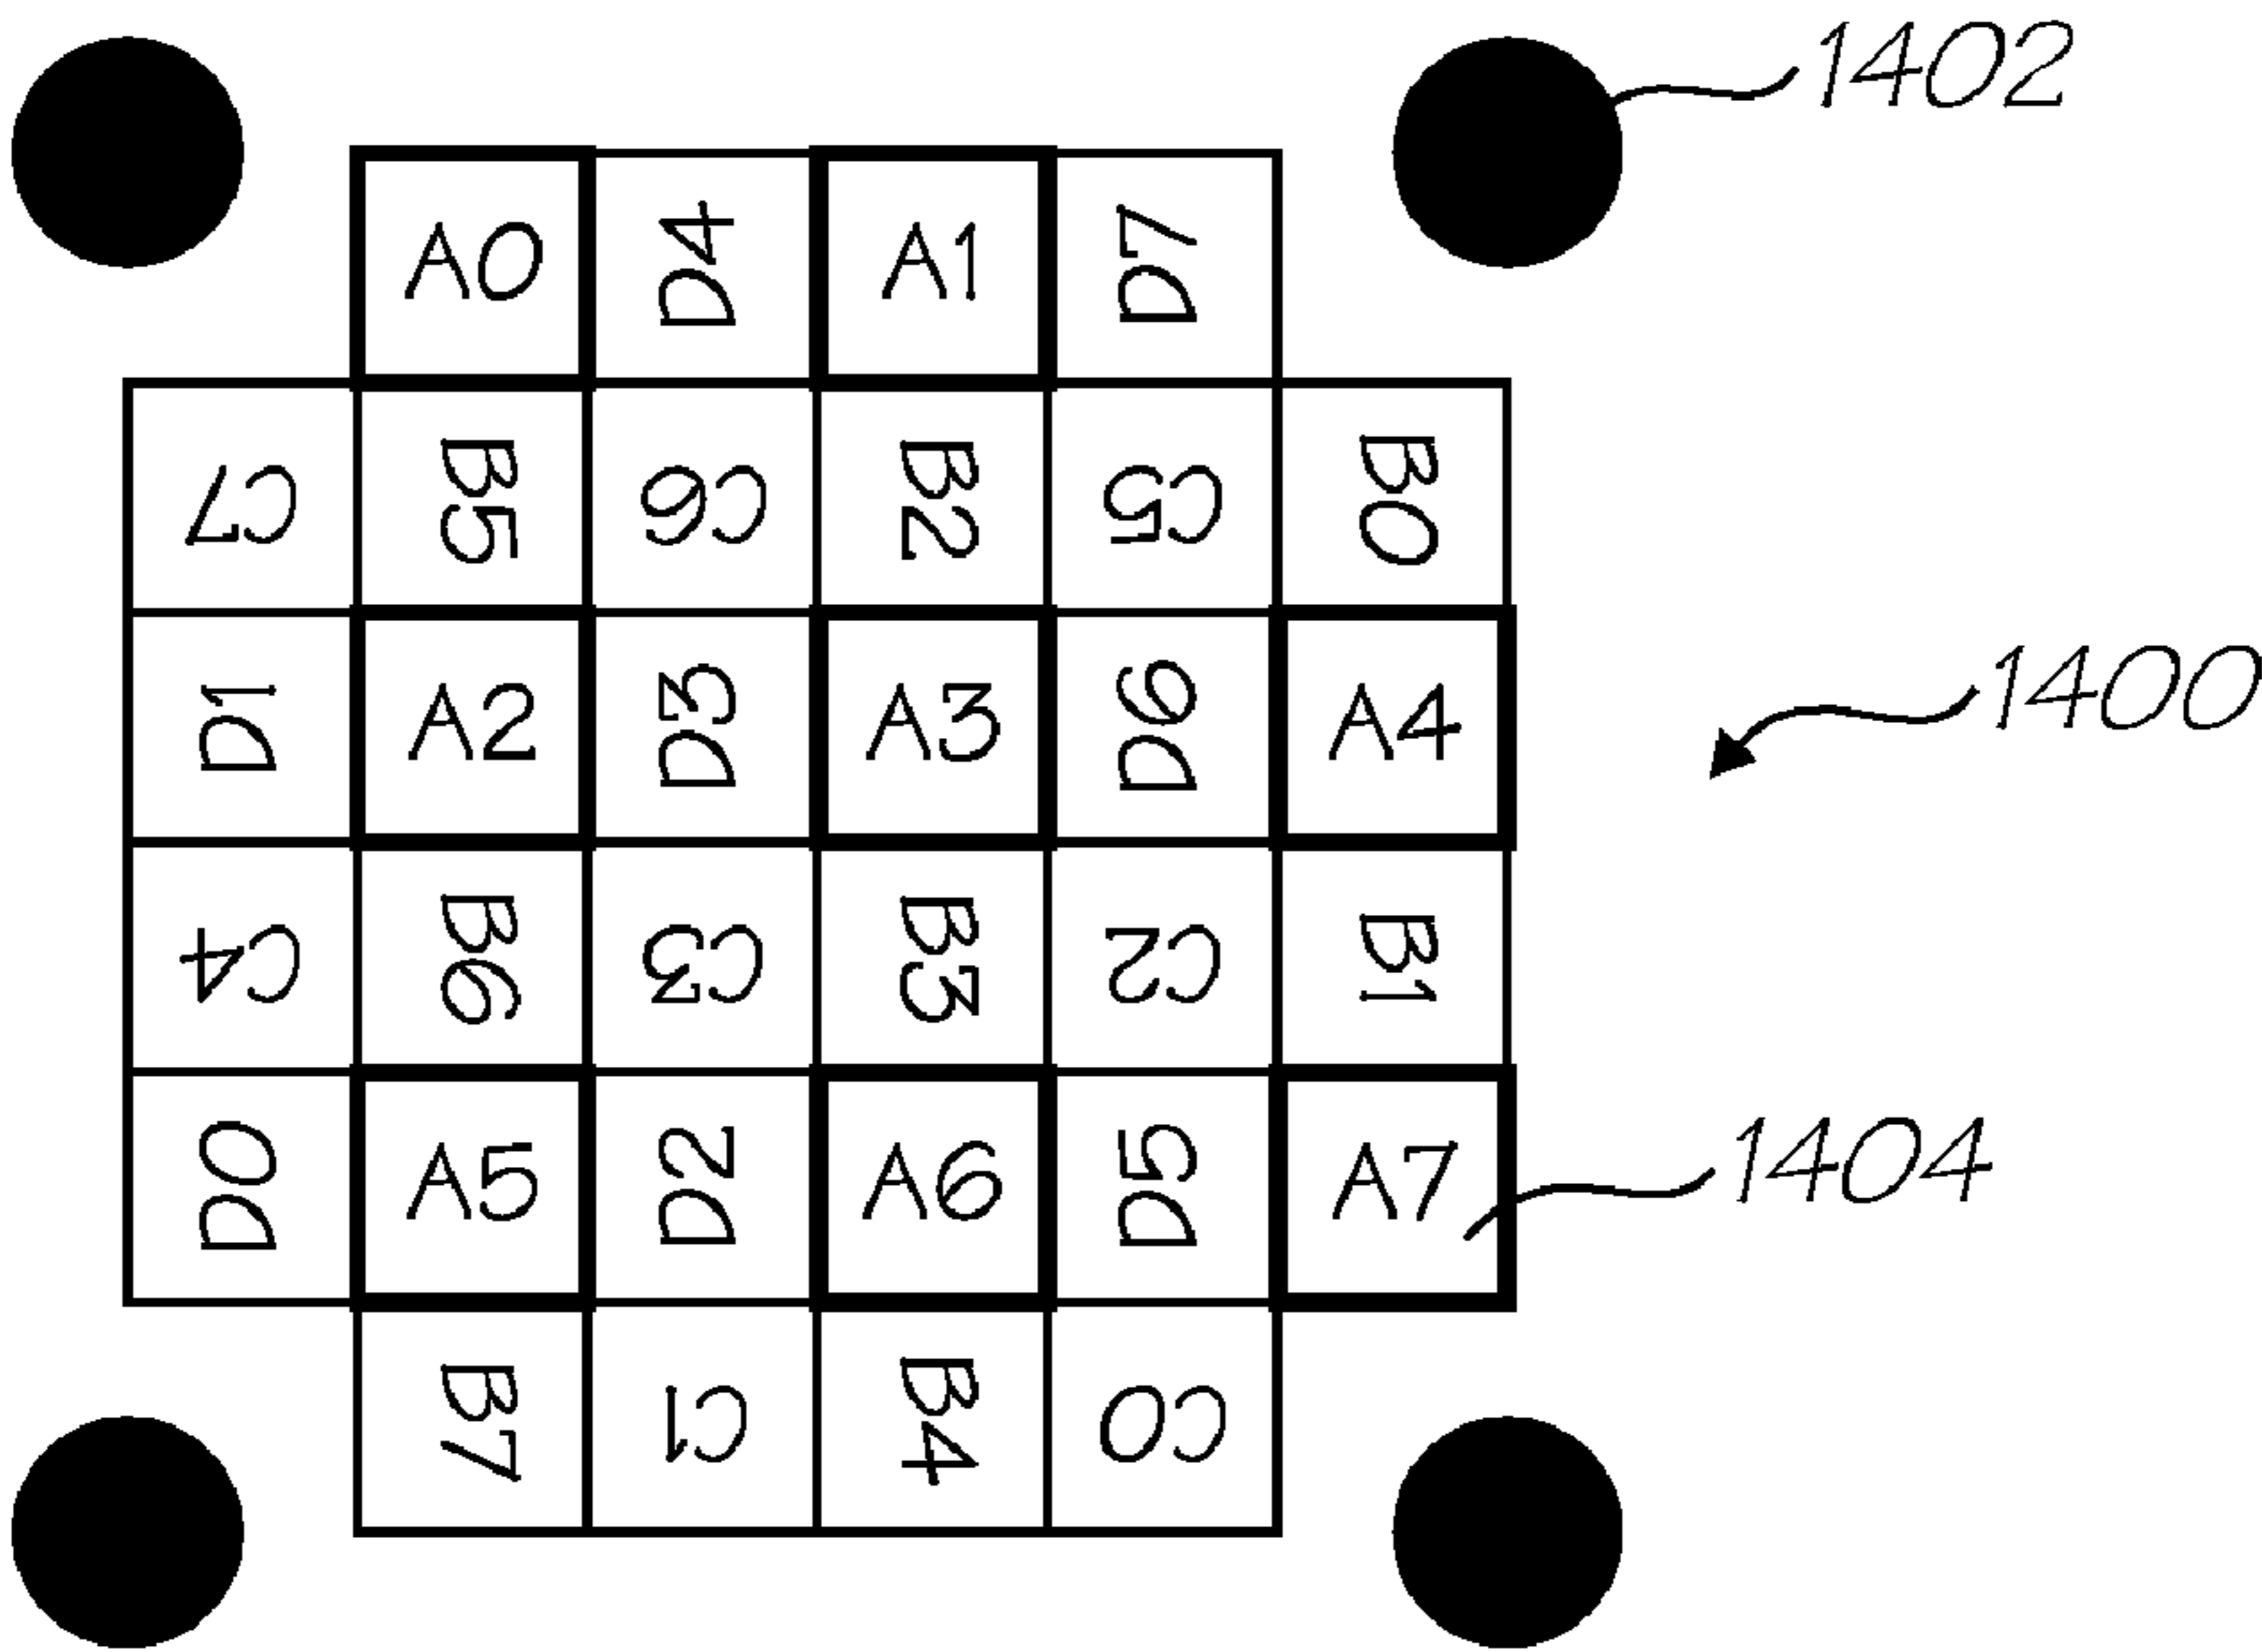 1402
A0 D4 A1 D7
C7 B5 C6 B2 C5 B0
D1 A2 D3 A3 D6 A4
1400
C4 B6 C3 B3 C2 B1
D0 A5 D2 A6 D5 A7
1404
B7 C1 B4 C0